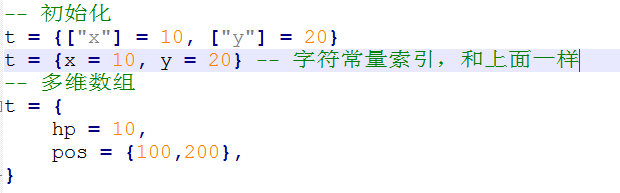 -- 初始化
t = {["x"] = 10, ["y"] = 20}
t = {x = 10, y = 20} -- 字符常量索引，和上面一样
-- 多维数组
t = {
    hp = 10,
    pos = {100,200},
}